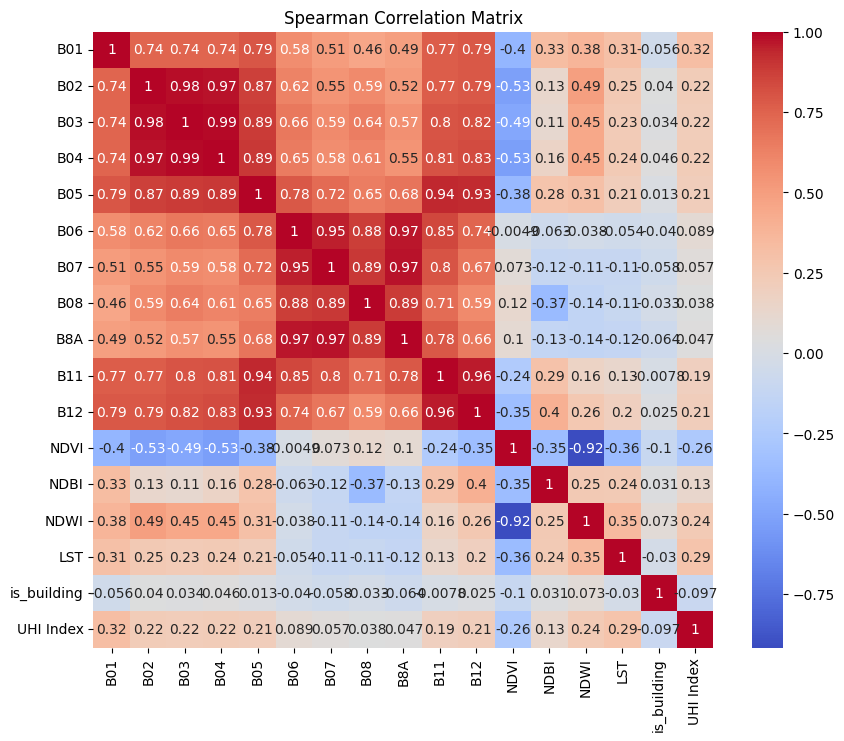 Spearman Correlation Matrix
B01 1 0.74 0.74 0.74 0.79 0.58 0.51 0.46 0.49 0.77 0.79 -0.4 0.33 0.38 0.31 -0.056 0.32
B02 0.74 1 0.98 0.97 0.87 0.62 0.55 0.59 0.52 0.77 0.79 -0.53 0.13 0.49 0.25 0.04 0.22
B03 0.74 0.98 1 0.99 0.89 0.66 0.59 0.64 0.57 0.8 0.82 -0.49 0.11 0.45 0.23 0.034 0.22
B04 0.74 0.97 0.99 1 0.89 0.65 0.58 0.61 0.55 0.81 0.83 -0.53 0.16 0.45 0.24 0.046 0.22
B05 0.79 0.87 0.89 0.89 1 0.78 0.72 0.65 0.68 0.94 0.93 -0.38 0.28 0.31 0.21 0.013 0.21
B06 0.58 0.62 0.66 0.65 0.78 1 0.95 0.88 0.97 0.85 0.74 -0.0049 -0.063 -0.038 -0.054 -0.04 0.089
B07 0.51 0.55 0.59 0.58 0.72 0.95 1 0.89 0.97 0.8 0.67 0.073 -0.12 -0.11 -0.11 -0.058 0.057
B08 0.46 0.59 0.64 0.61 0.65 0.88 0.89 1 0.89 0.71 0.59 0.12 -0.37 -0.14 -0.11 -0.033 0.038
B8A 0.49 0.52 0.57 0.55 0.68 0.97 0.97 0.89 1 0.78 0.66 0.1 -0.13 -0.14 -0.12 -0.064 0.047
B11 0.77 0.77 0.8 0.81 0.94 0.85 0.8 0.71 0.78 1 0.96 -0.24 0.29 0.16 0.13 -0.0078 0.19
B12 0.79 0.79 0.82 0.83 0.93 0.74 0.67 0.59 0.66 0.96 1 -0.35 0.4 0.26 0.2 0.025 0.21
NDVI -0.4 -0.53 -0.49 -0.53 -0.38 -0.0049 0.073 0.12 0.1 -0.24 -0.35 1 -0.35 -0.92 -0.36 -0.1 -0.26
NDBI 0.33 0.13 0.11 0.16 0.28 -0.063 -0.12 -0.37 -0.13 0.29 0.4 -0.35 1 0.25 0.24 0.031 0.13
NDWI 0.38 0.49 0.45 0.45 0.31 -0.038 -0.11 -0.14 -0.14 0.16 0.26 -0.92 0.25 1 0.35 0.073 0.24
LST 0.31 0.25 0.23 0.24 0.21 -0.054 -0.11 -0.11 -0.12 0.13 0.2 -0.36 0.24 0.35 1 -0.03 0.29
is_building -0.056 0.04 0.034 0.046 0.013 -0.04 -0.058 -0.033 -0.064 -0.0078 0.025 -0.1 0.031 0.073 -0.03 1 -0.097
UHI Index 0.32 0.22 0.22 0.22 0.21 0.089 0.057 0.038 0.047 0.19 0.21 -0.26 0.13 0.24 0.29 -0.097 1
B01 B02 B03 B04 B05 B06 B07 B08 B8A B11 B12 NDVI NDBI NDWI LST is_building UHI Index
1.00
0.75
0.50
0.25
0.00
−0.25
−0.50
−0.75